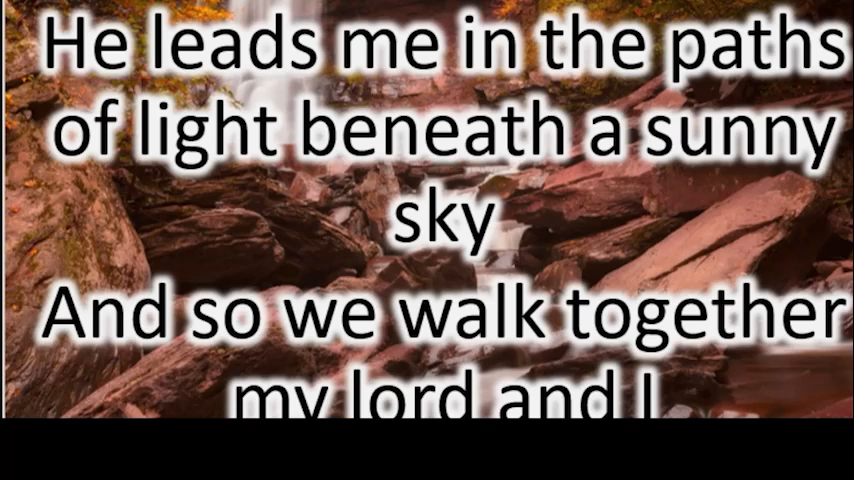 He leads me in the paths
of light beneath a sunny
sky
And so we walk together
my lord and I